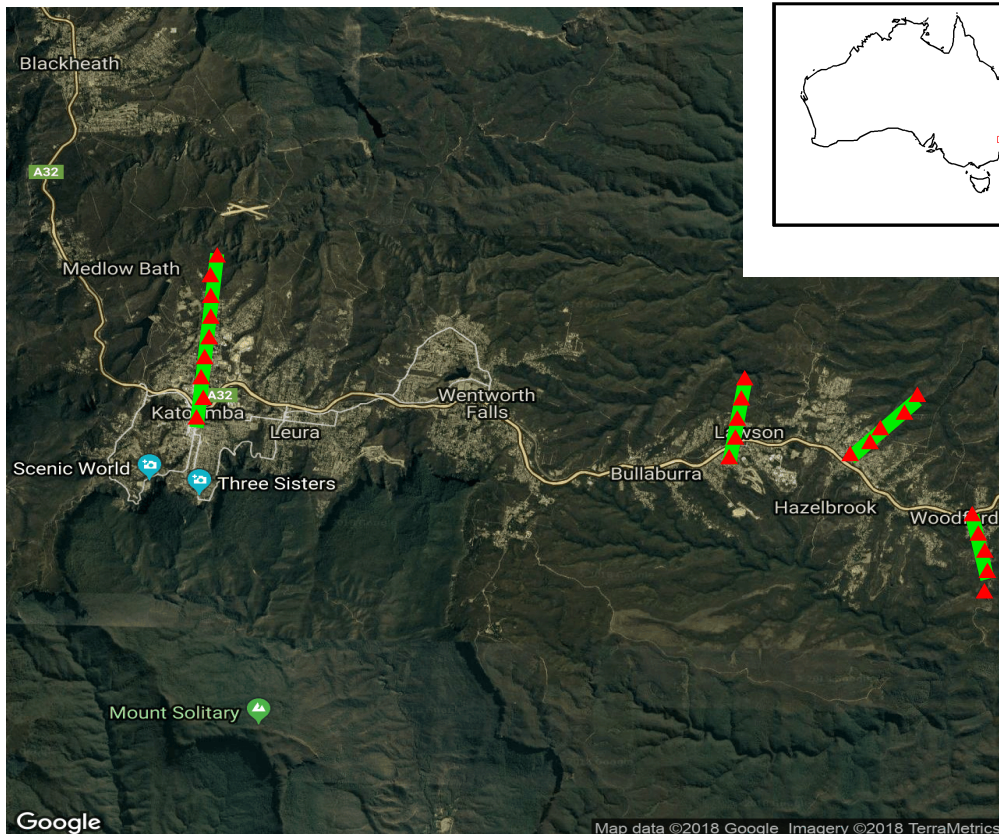 Blackheath
A32
Medlow Bath
A32
Katoomba
Leura
Wentworth
Falls
Lawson
Bullaburra
Scenic World
Three Sisters
Hazelbrook
Woodford
Mount Solitary
Google
Map data ©2018 Google Imagery ©2018 TerraMetrics